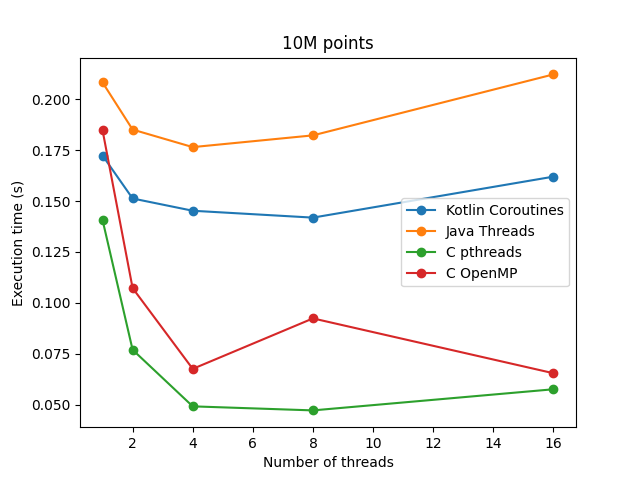 10M points
Execution time (s)
0.200
0.175
0.150
0.125
0.100
0.075
0.050
Kotlin Coroutines
Java Threads
C pthreads
C OpenMP
2 4 6 8 10 12 14 16
Number of threads